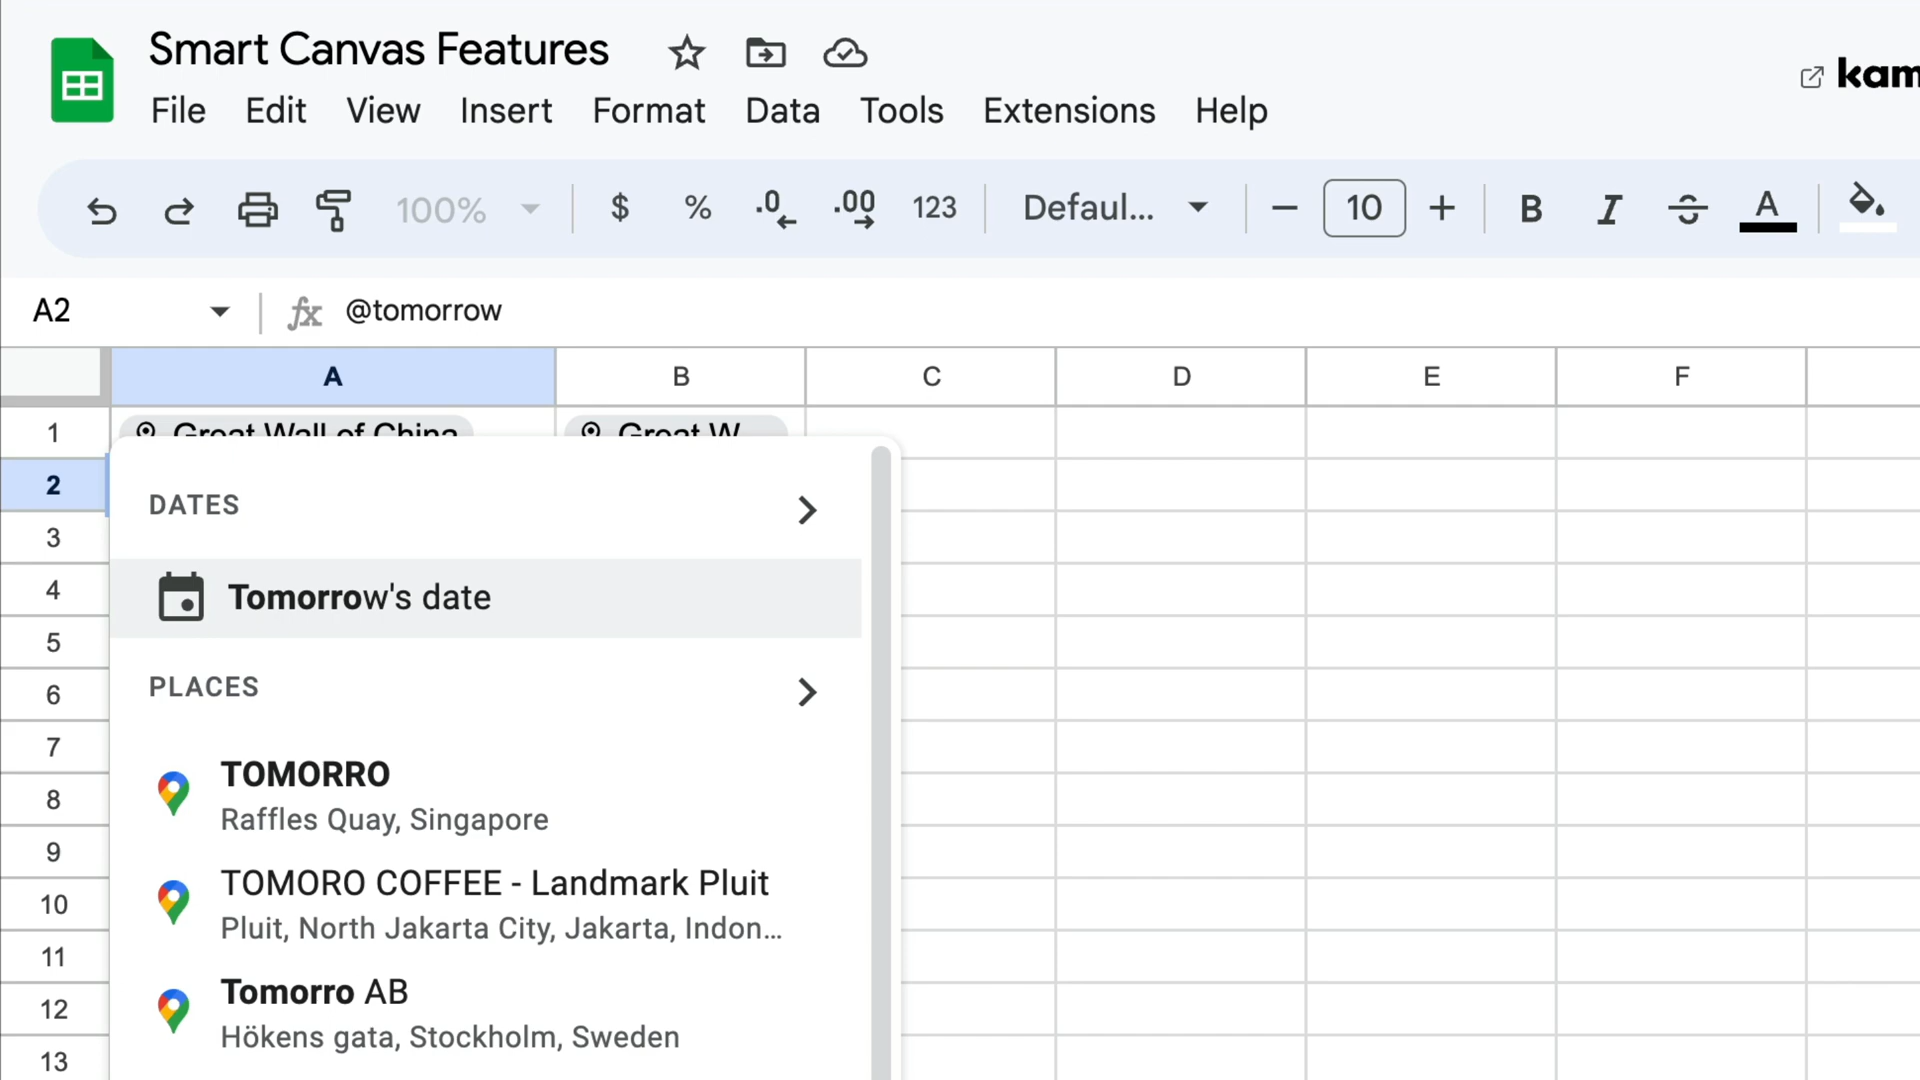 Smart Canvas Features
File Edit View Insert Format Data Tools Extensions Help
100% $ % .0 .00 123 Defaul... 10 B I S A
A2 fx @tomorrow
A B C D E F
1 Great Wall of China Great W
2
DATES
3
4 Tomorrow's date
5
6 PLACES
7
TOMORRO
8 Raffles Quay, Singapore
9
10 TOMORO COFFEE - Landmark Pluit
Pluit, North Jakarta City, Jakarta, Indon...
11
12 Tomorro AB
Hökens gata, Stockholm, Sweden
13